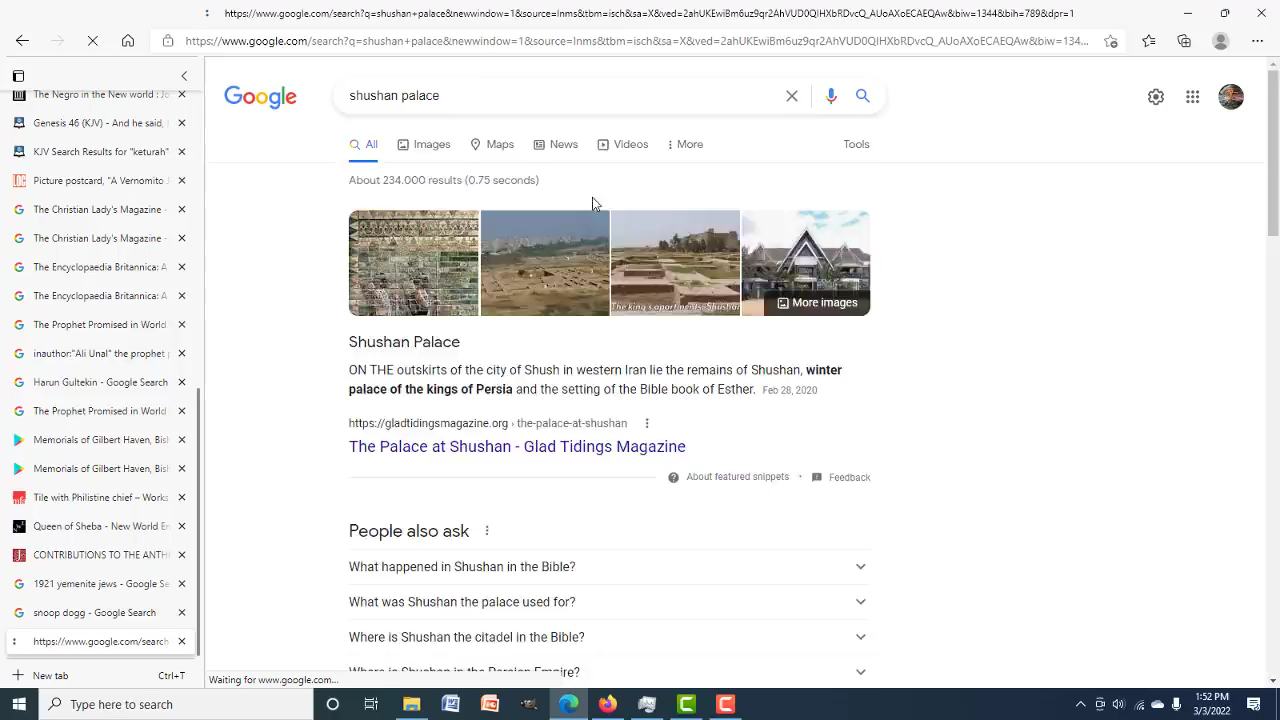 https://www.google.com/search?q=shushan+palace&newwindow=1&source=lnms&tbm=isch&sa=X&ved=2ahUKEwiBm6uz9qr2AhVUD0QIHXbRDvcQ_AUoAXoECAEQAw&biw=1344&bih=789&dpr=1
https://www.google.com/search?q=shushan+palace&newwindow=1&source=lnms&tbm=isch&sa=X&ved=2ahUKEwiBm6uz9qr2AhVUD0QIHXbRDvcQ_AUoAXoECAEQAw&biw=134...
The Negro in the New world : Jo
Genesis 46 (KJV) - And he said, I
KJV Search Results for "keturah"
Picture postcard, "A Vernomito J
The Christian Lady's Magazine -
The Christian Lady's Magazine -
The Encyclopaedia Britannica: A
The Encyclopaedia Britannica: A
The Prophet Promised in World
inauthor:"Ali Unal" the prophet p
Harun Gultekin - Google Search
The Prophet Promised in World
Memorials of Gilbert Haven, Bish
Memorials of Gilbert Haven, Bish
Tile with Philistine chief – Works
Queen of Sheba - New World En
CONTRIBUTIONS TO THE ANTH
1921 yemenite jews - Google Se
snoop dogg - Google Search
https://www.google.com/search
New tab Ctrl+T
Google
shushan palace
All Images Maps News Videos More Tools
About 234.000 results (0.75 seconds)
The king's apartments-Shushan
More images
Shushan Palace
ON THE outskirts of the city of Shush in western Iran lie the remains of Shushan, winter
palace of the kings of Persia and the setting of the Bible book of Esther. Feb 28, 2020
https://gladtidingsmagazine.org › the-palace-at-shushan
The Palace at Shushan - Glad Tidings Magazine
About featured snippets • Feedback
People also ask
What happened in Shushan in the Bible?
What was Shushan the palace used for?
Where is Shushan the citadel in the Bible?
Where is Shushan in the Persian Empire?
Waiting for www.google.com...
Type here to search
1:52 PM
3/3/2022